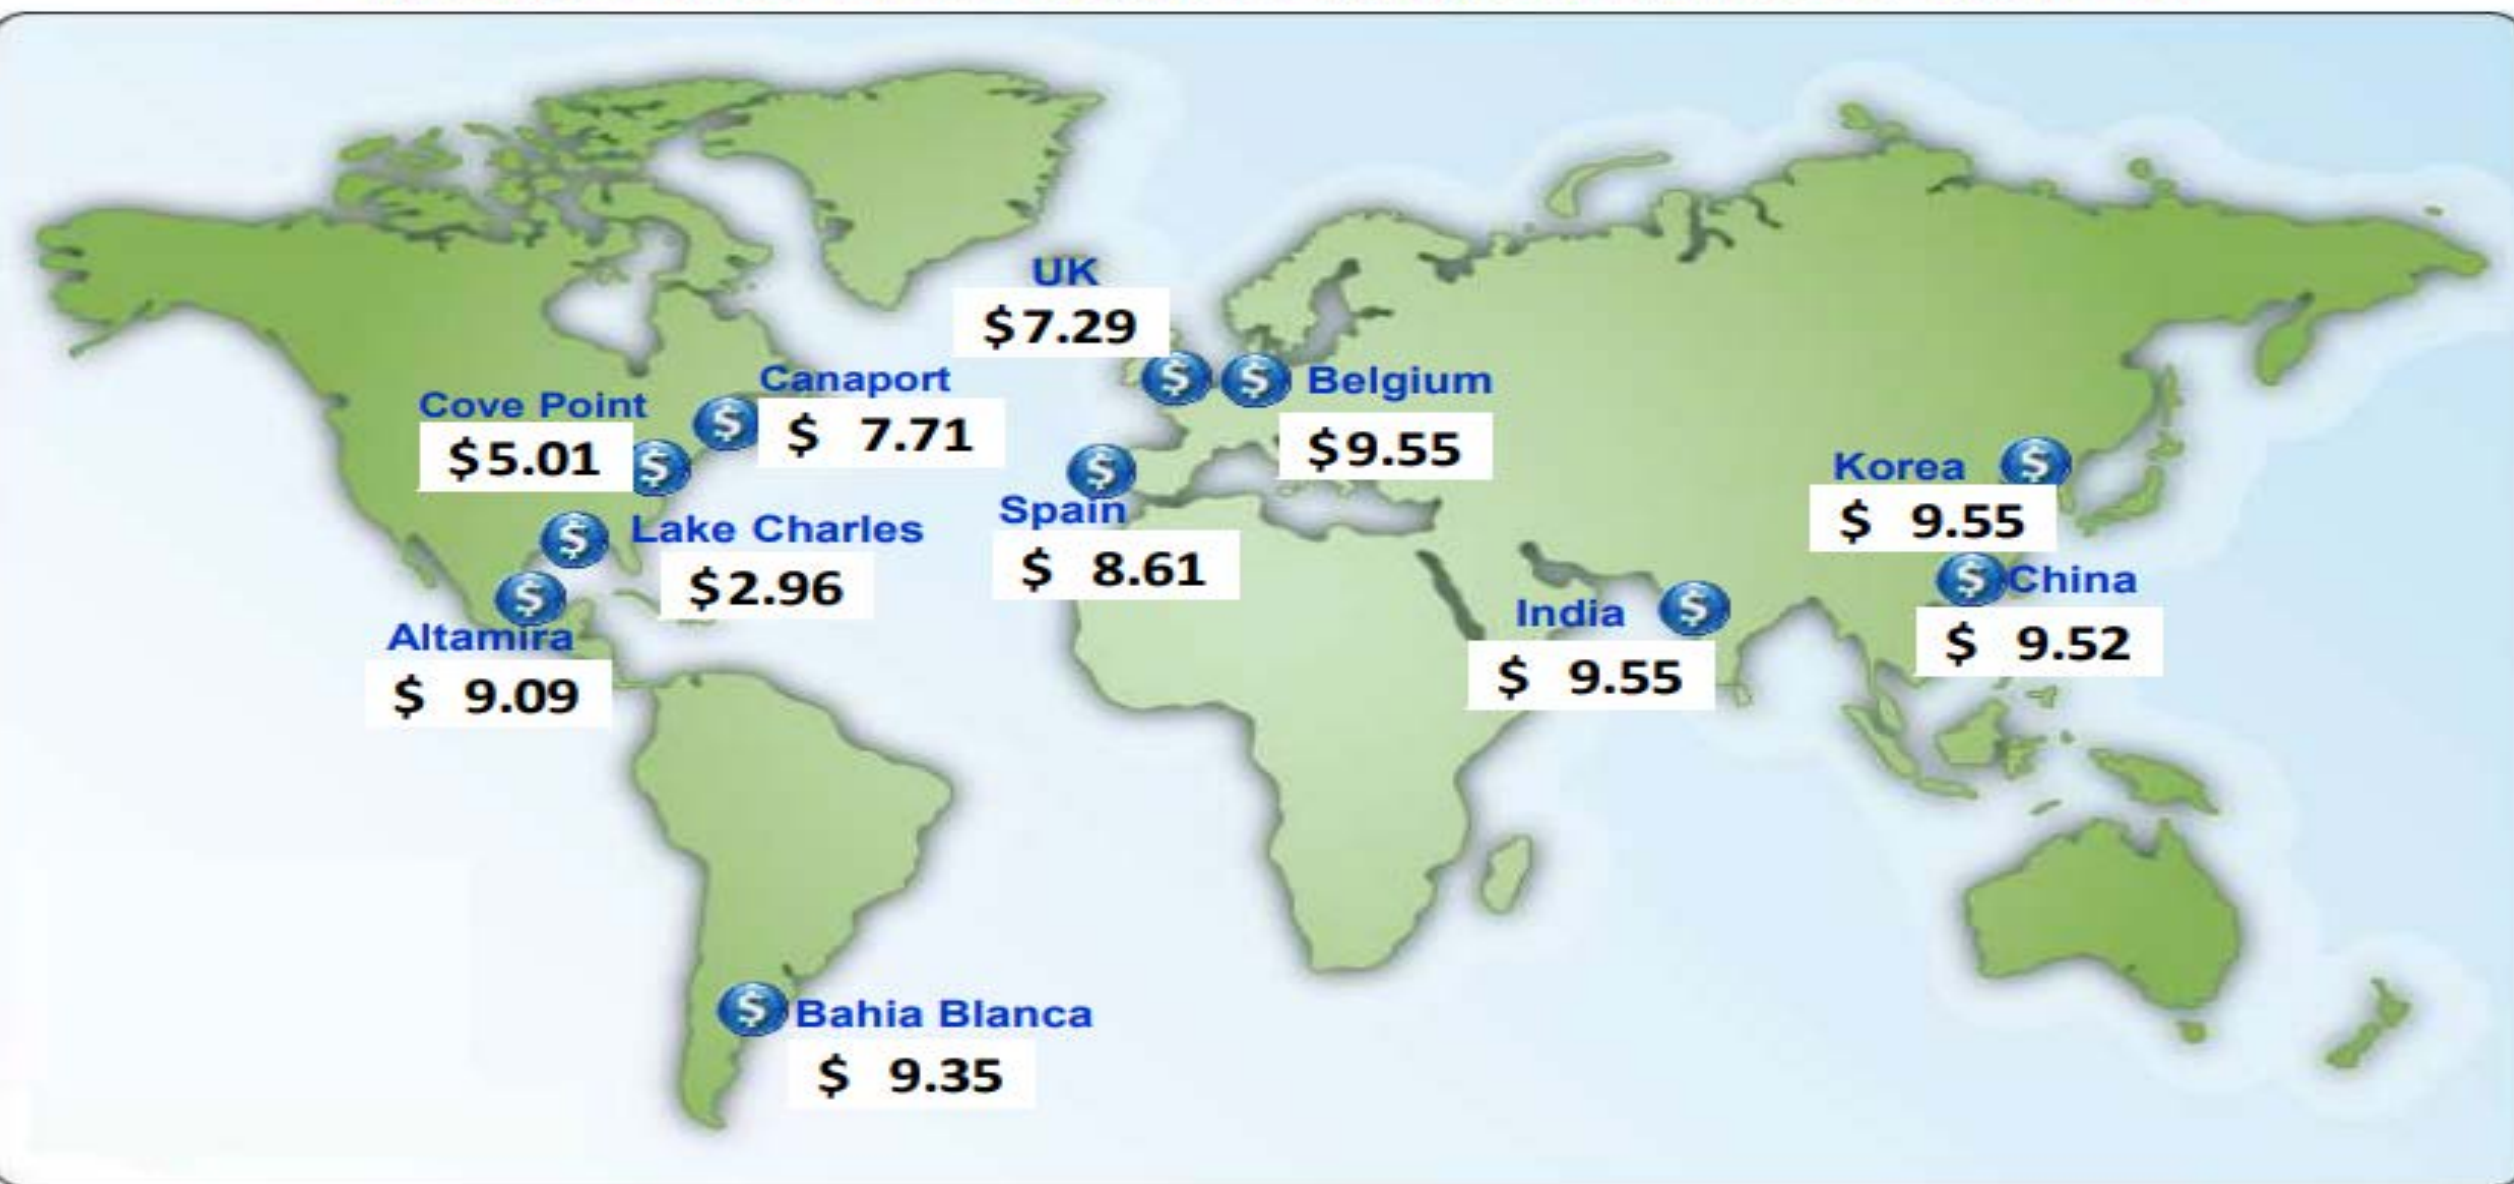 UK
$7.29
Canaport
$ 7.71
Cove Point
$5.01
Belgium
$9.55
Spain
$ 8.61
Korea
$ 9.55
Lake Charles
$2.96
China
$ 9.52
India
$ 9.55
Altamira
$ 9.09
Bahia Blanca
$ 9.35